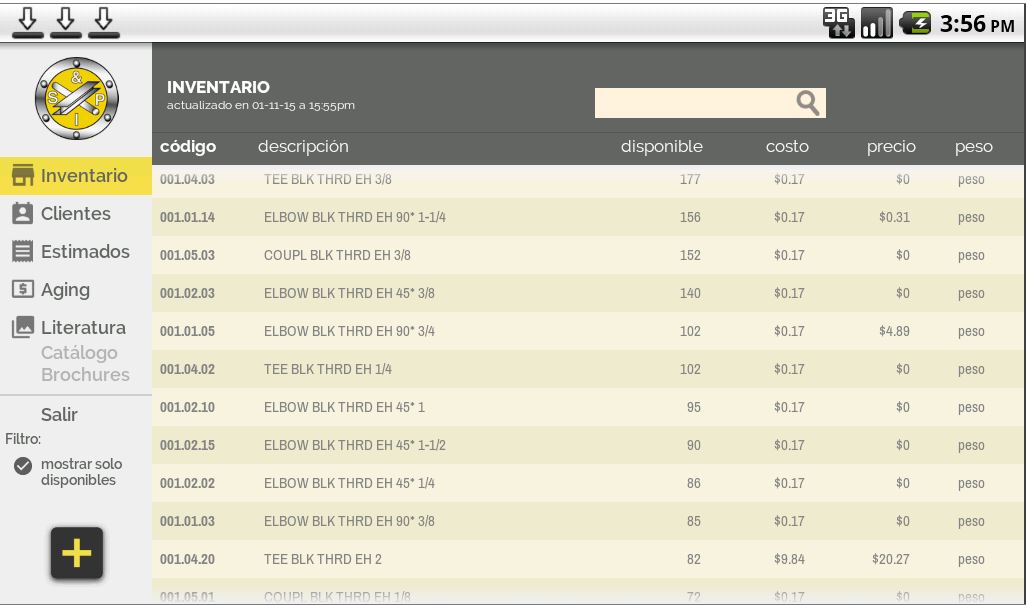 3G 3:56 PM
& S P I
INVENTARIO
actualizado en 01-11-15 a 15:55pm
código descripción disponible costo precio peso
Inventario
Clientes
Estimados
$ Aging
Literatura
Catálogo
Brochures
Salir
Filtro:
mostrar solo
disponibles
001.04.03 TEE BLK THRD EH 3/8 177 $0.17 $0 peso
001.01.14 ELBOW BLK THRD EH 90* 1-1/4 156 $0.17 $0.31 peso
001.05.03 COUPL BLK THRD EH 3/8 152 $0.17 $0 peso
001.02.03 ELBOW BLK THRD EH 45* 3/8 140 $0.17 $0 peso
001.01.05 ELBOW BLK THRD EH 90* 3/4 102 $0.17 $4.89 peso
001.04.02 TEE BLK THRD EH 1/4 102 $0.17 $0 peso
001.02.10 ELBOW BLK THRD EH 45* 1 95 $0.17 $0 peso
001.02.15 ELBOW BLK THRD EH 45* 1-1/2 90 $0.17 $0 peso
001.02.02 ELBOW BLK THRD EH 45* 1/4 86 $0.17 $0 peso
001.01.03 ELBOW BLK THRD EH 90* 3/8 85 $0.17 $0 peso
001.04.20 TEE BLK THRD EH 2 82 $9.84 $20.27 peso
001.05.01 COUPL BLK THRD EH 1/8 72 $0.17 $0 peso